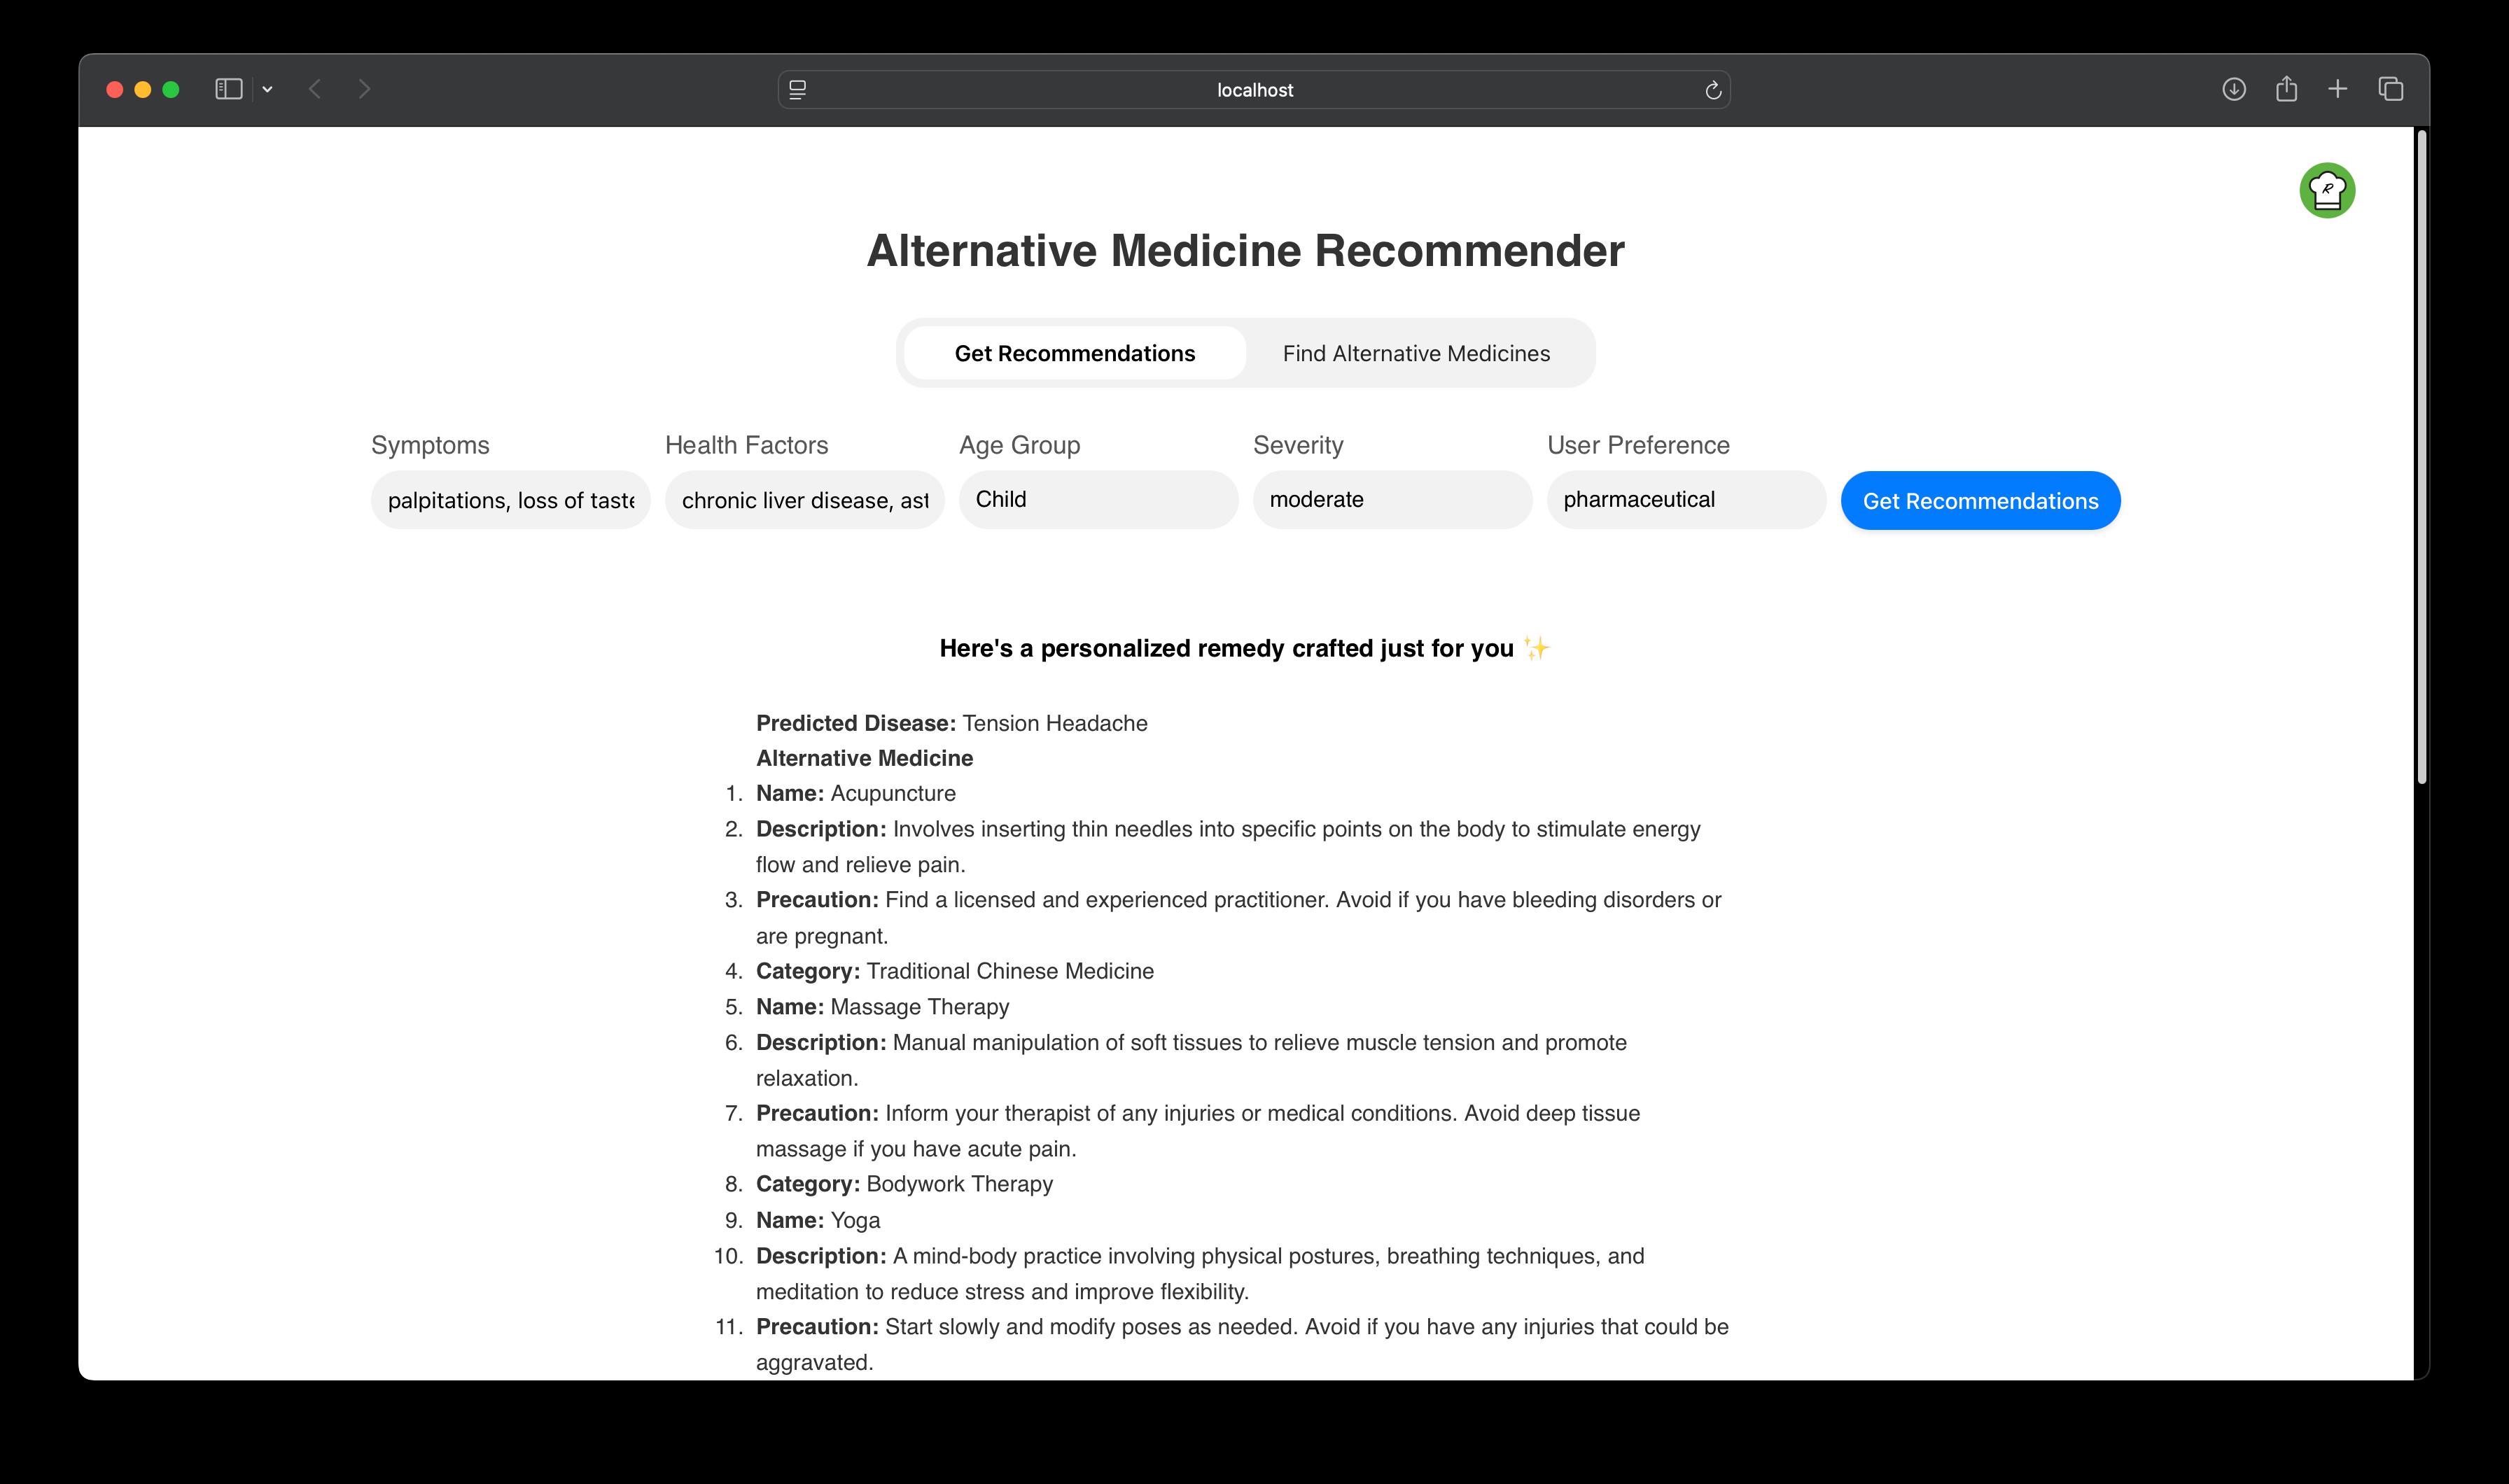 localhost
Alternative Medicine Recommender
Get Recommendations Find Alternative Medicines
Symptoms Health Factors Age Group Severity User Preference
palpitations, loss of taste chronic liver disease, ast Child moderate pharmaceutical Get Recommendations
Here's a personalized remedy crafted just for you ✨
Predicted Disease: Tension Headache
Alternative Medicine
1. Name: Acupuncture
2. Description: Involves inserting thin needles into specific points on the body to stimulate energy
flow and relieve pain.
3. Precaution: Find a licensed and experienced practitioner. Avoid if you have bleeding disorders or
are pregnant.
4. Category: Traditional Chinese Medicine
5. Name: Massage Therapy
6. Description: Manual manipulation of soft tissues to relieve muscle tension and promote
relaxation.
7. Precaution: Inform your therapist of any injuries or medical conditions. Avoid deep tissue
massage if you have acute pain.
8. Category: Bodywork Therapy
9. Name: Yoga
10. Description: A mind-body practice involving physical postures, breathing techniques, and
meditation to reduce stress and improve flexibility.
11. Precaution: Start slowly and modify poses as needed. Avoid if you have any injuries that could be
aggravated.